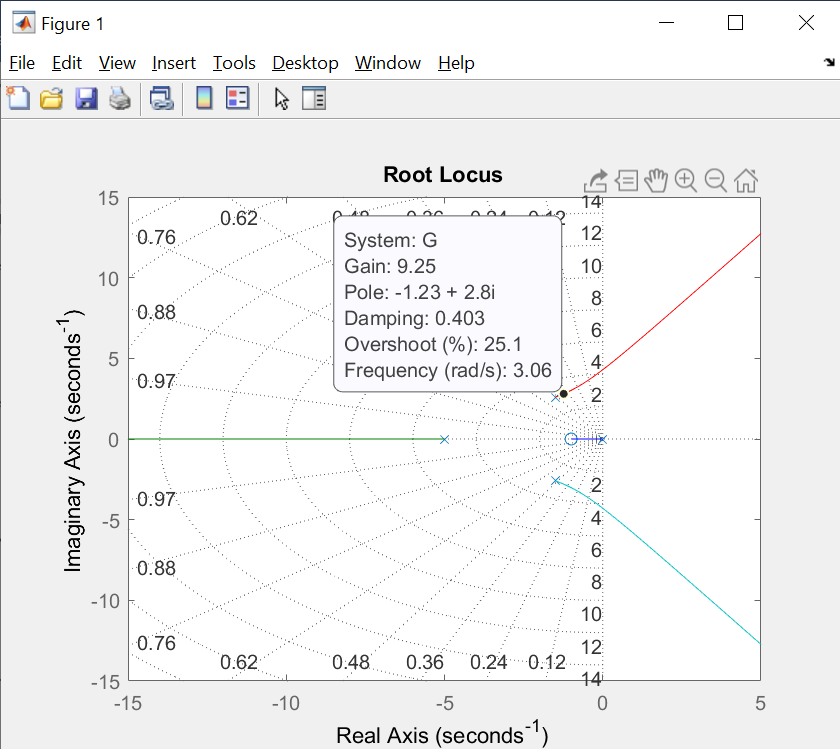 Figure 1
File Edit View Insert Tools Desktop Window Help
Root Locus
System: G
Gain: 9.25
Pole: -1.23 + 2.8i
Damping: 0.403
Overshoot (%): 25.1
Frequency (rad/s): 3.06
15
10
5
0
-5
-10
-15
Imaginary Axis (seconds⁻¹)
0.62 0.48 0.36 0.24 0.12
0.76
0.88
0.97
0.97
0.88
0.76
0.62 0.48 0.36 0.24 0.12
14
12
10
8
6
4
2
2
4
6
8
10
12
14
-15 -10 -5 0 5
Real Axis (seconds⁻¹)